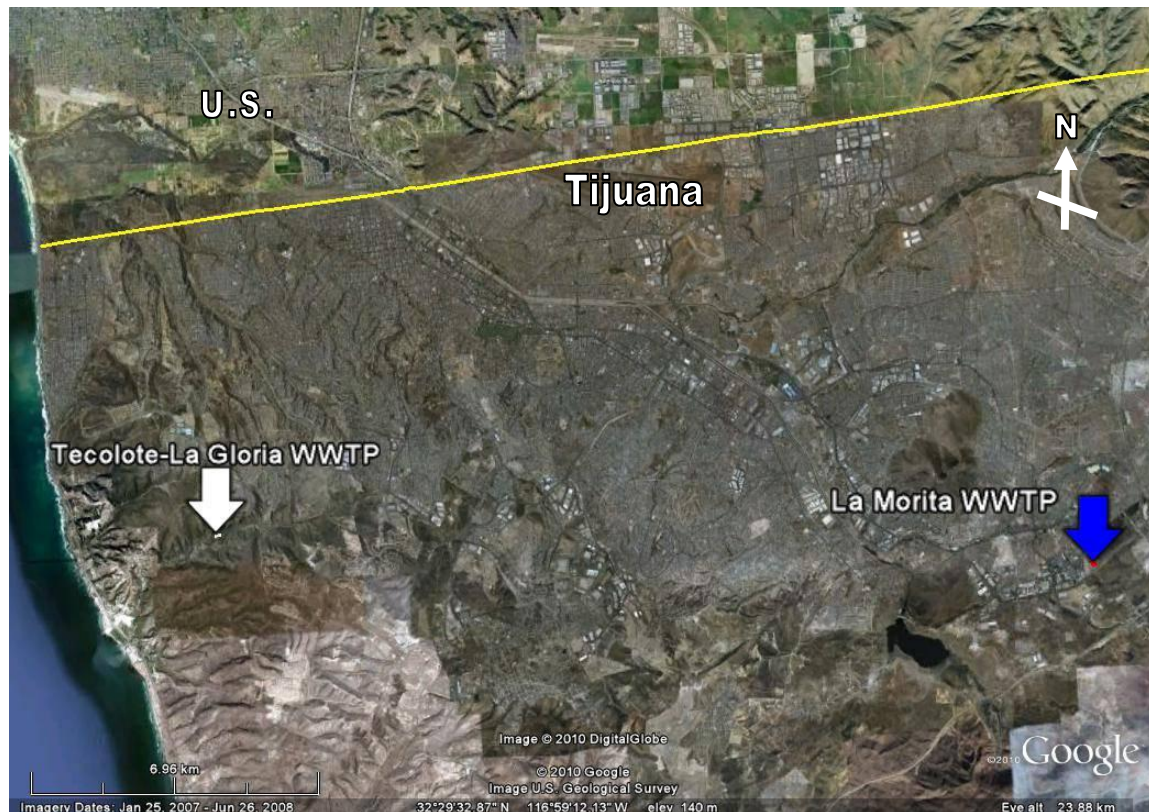 U.S.
N
Tijuana
Tecolote-La Gloria WWTP
La Morita WWTP
Image © 2010 DigitalGlobe
© 2010 Google
Image U.S. Geological Survey
©2010 Google
6.96 km
Imagery Dates: Jan 25, 2007 - Jun 26, 2008 32°29'32.87" N 116°59'12.13" W elev 140 m Eye alt 23.88 km